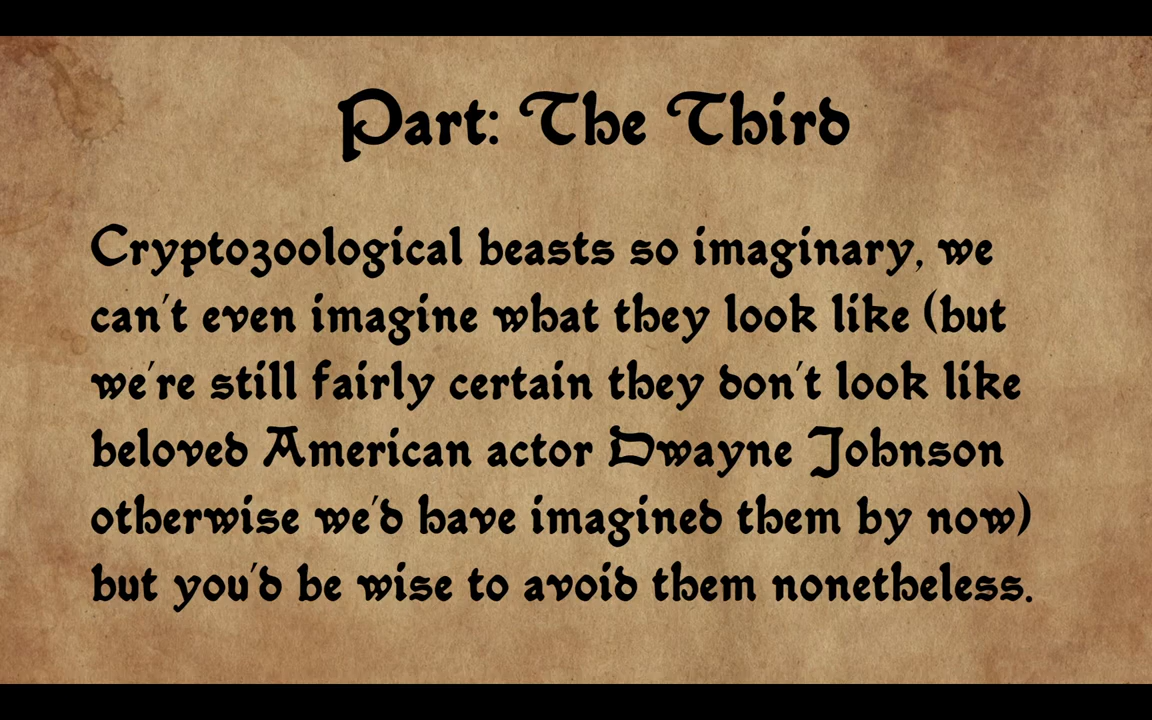 Part: The Third
Cryptozoological beasts so imaginary, we
can't even imagine what they look like (but
we're still fairly certain they don't look like
beloved American actor Dwayne Johnson
otherwise we'd have imagined them by now)
but you'd be wise to avoid them nonetheless.